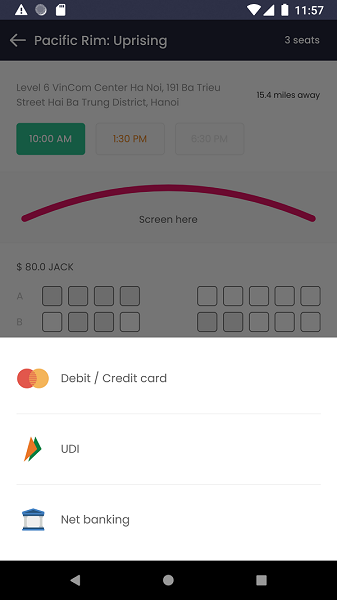 11:57
Pacific Rim: Uprising
3 seats
Level 6 VinCom Center Ha Noi, 191 Ba Trieu
Street Hai Ba Trung District, Hanoi
15.4 miles away
10:00 AM
1:30 PM
8:30 PM
Screen here
$ 80.0 JACK
A
B
Debit / Credit card
UDI
Net banking